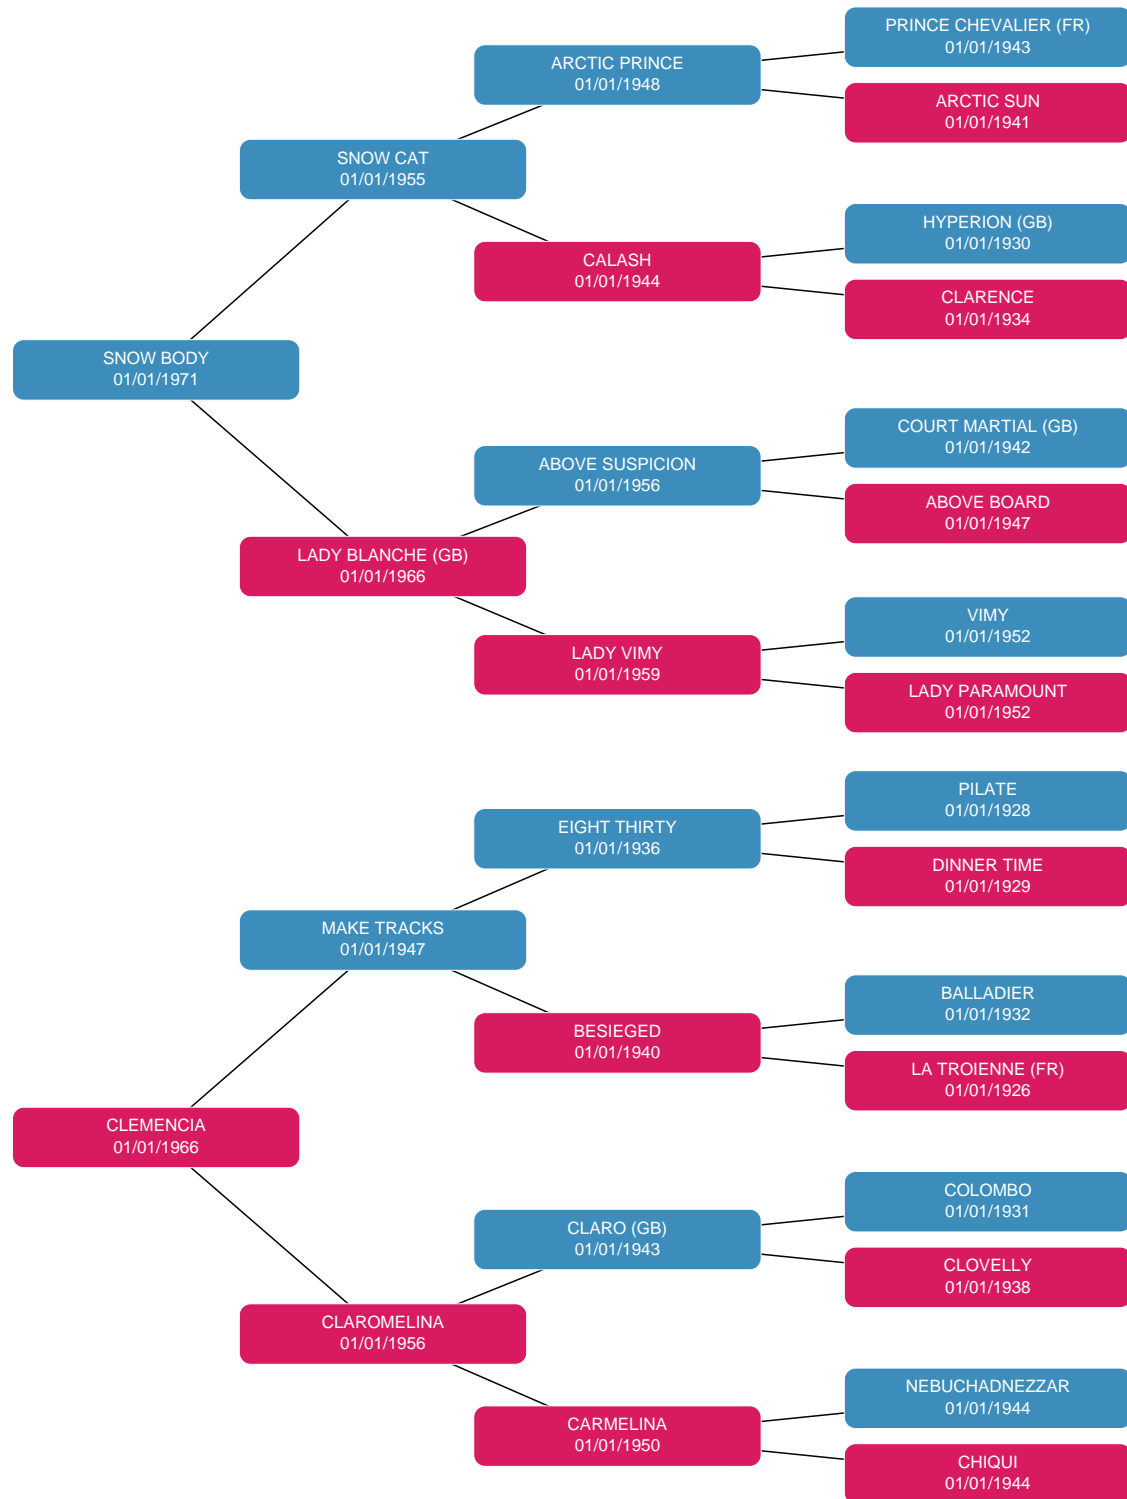 PRINCE CHEVALIER (FR)
01/01/1943
ARCTIC PRINCE
01/01/1948
ARCTIC SUN
01/01/1941
SNOW CAT
01/01/1955
HYPERION (GB)
01/01/1930
CALASH
01/01/1944
CLARENCE
01/01/1934
SNOW BODY
01/01/1971
COURT MARTIAL (GB)
01/01/1942
ABOVE SUSPICION
01/01/1956
ABOVE BOARD
01/01/1947
LADY BLANCHE (GB)
01/01/1966
VIMY
01/01/1952
LADY VIMY
01/01/1959
LADY PARAMOUNT
01/01/1952
PILATE
01/01/1928
EIGHT THIRTY
01/01/1936
DINNER TIME
01/01/1929
MAKE TRACKS
01/01/1947
BALLADIER
01/01/1932
BESIEGED
01/01/1940
LA TROIENNE (FR)
01/01/1926
CLEMENCIA
01/01/1966
COLOMBO
01/01/1931
CLARO (GB)
01/01/1943
CLOVELLY
01/01/1938
CLAROMELINA
01/01/1956
NEBUCHADNEZZAR
01/01/1944
CARMELINA
01/01/1950
CHIQUI
01/01/1944